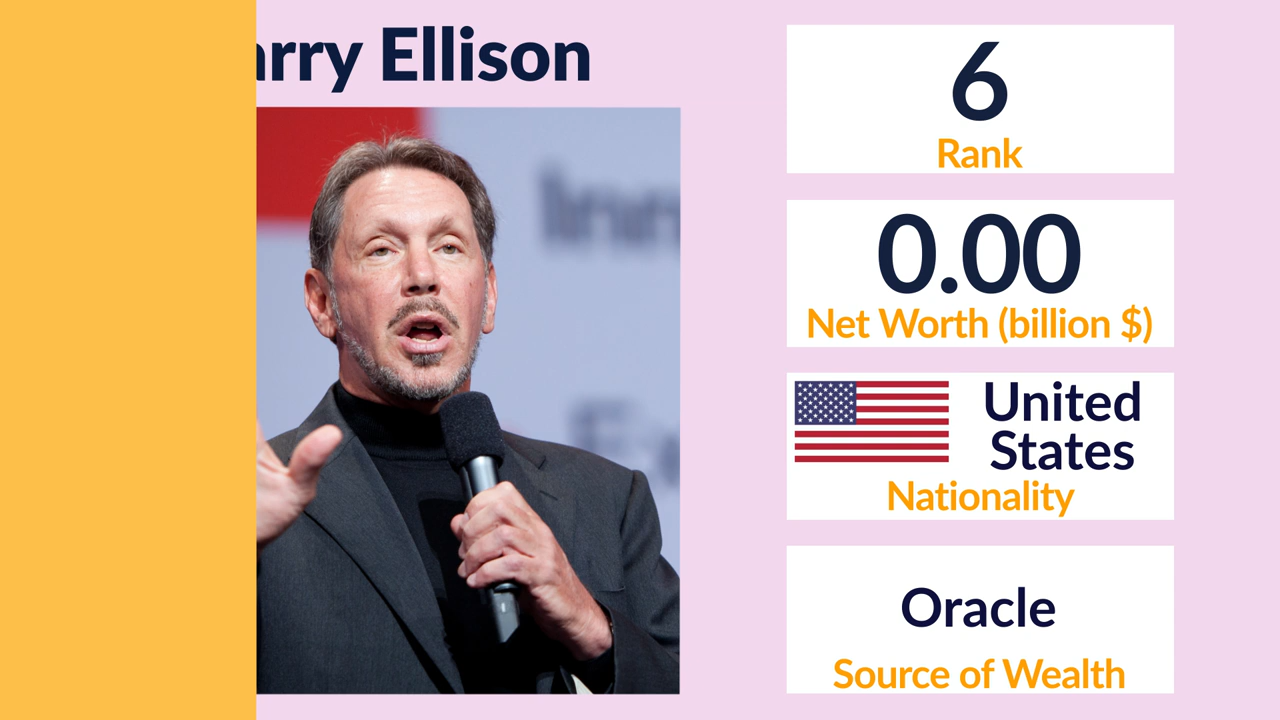 arry Ellison
6
Rank
0.00
Net Worth (billion $)
United
States
Nationality
Oracle
Source of Wealth